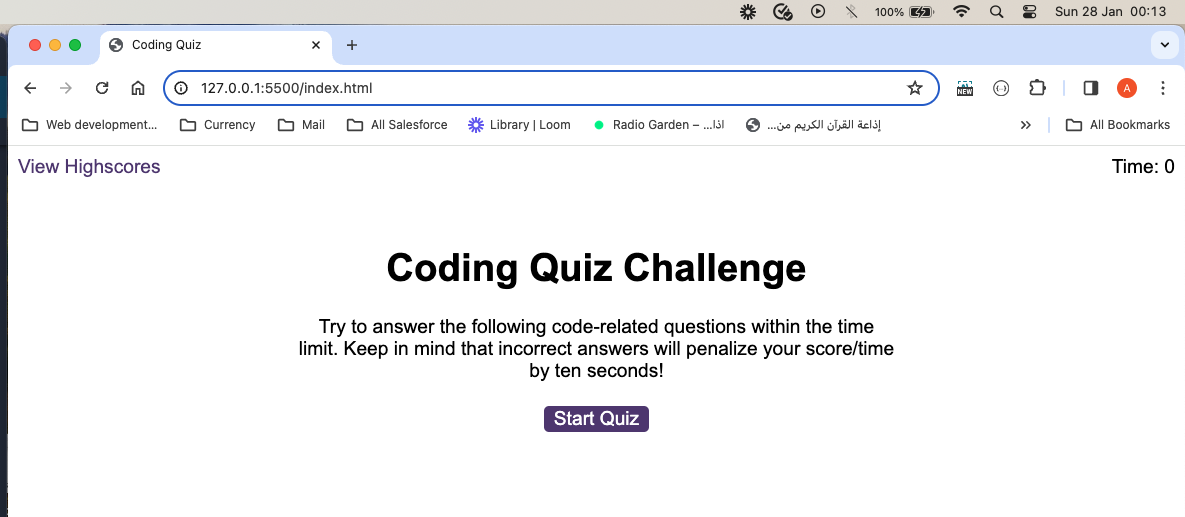 100% Sun 28 Jan 00:13
Coding Quiz
127.0.0.1:5500/index.html
NEW
A
Web development... Currency Mail All Salesforce Library | Loom Radio Garden – ...اذا إذاعة القرآن الكريم من... » All Bookmarks
View Highscores Time: 0
Coding Quiz Challenge
Try to answer the following code-related questions within the time
limit. Keep in mind that incorrect answers will penalize your score/time
by ten seconds!
Start Quiz